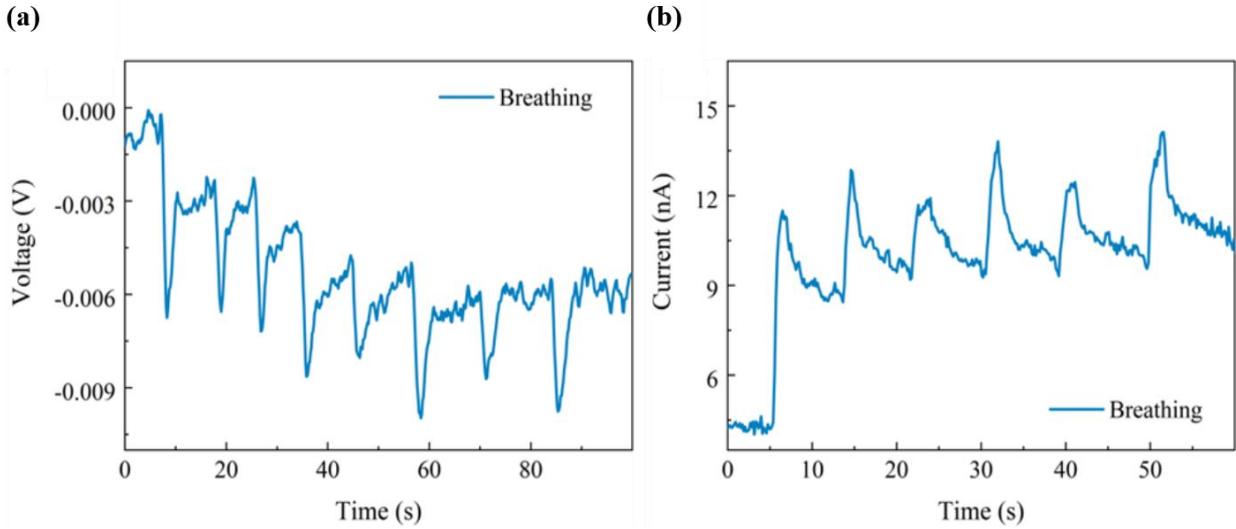 (a)
(b)
Breathing
0.000
-0.003
-0.006
-0.009
Voltage (V)
0
20
40
60
80
Time (s)
15
12
9
6
Current (nA)
Breathing
0
10
20
30
40
50
Time (s)